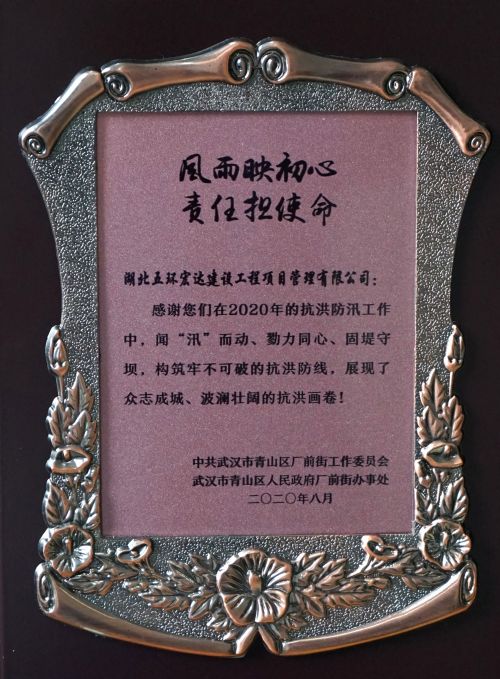 風雨映初心
责任担使命
湖北五环宏达建设工程项目管理有限公司：
感谢您们在2020年的抗洪防汛工作
中，闻“汛”而动、勠力同心、固堤守
坝，构筑牢不可破的抗洪防线，展现了
众志成城、波澜壮阔的抗洪画卷！
中共武汉市青山区厂前街工作委员会
武汉市青山区人民政府厂前街办事处
二〇二〇年八月